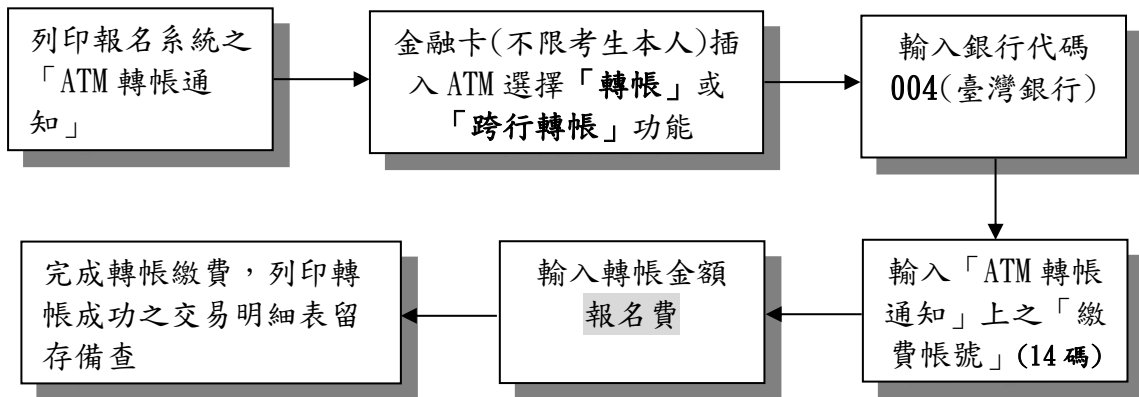 列印報名系統之
「ATM 轉帳通
知」
金融卡(不限考生本人)插
入 ATM 選擇「轉帳」或
「跨行轉帳」功能
輸入銀行代碼
004(臺灣銀行)
輸入「ATM 轉帳
通知」上之「繳
費帳號」(14 碼)
輸入轉帳金額
報名費
完成轉帳繳費，列印轉
帳成功之交易明細表留
存備查